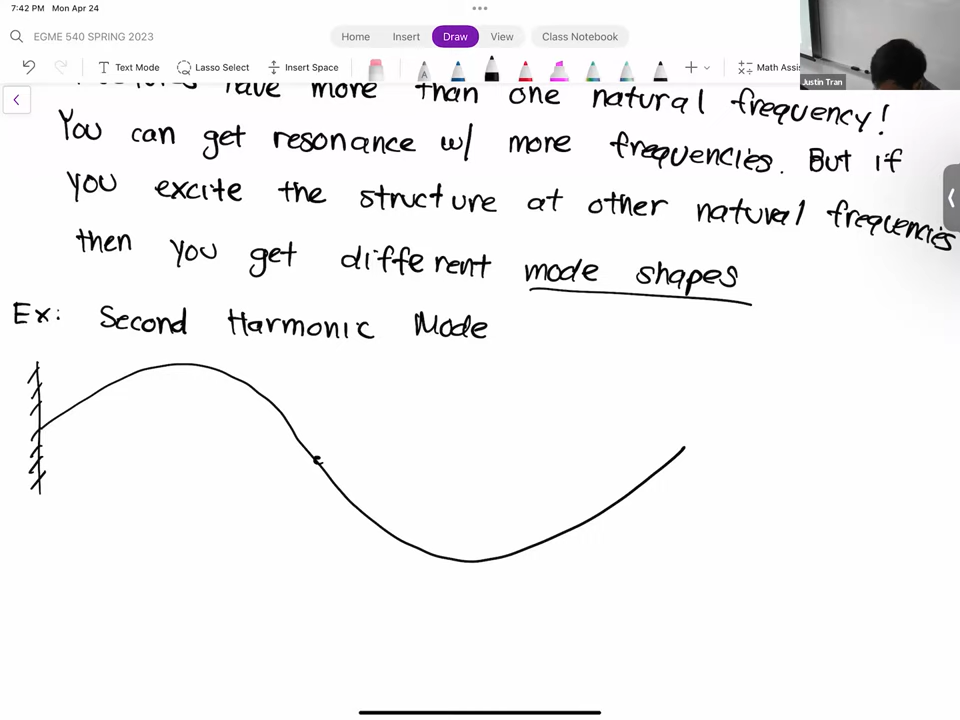 7:42 PM Mon Apr 24
EGME 540 SPRING 2023
Home Insert Draw View Class Notebook
Text Mode Lasso Select Insert Space Math Assis
Justin Tran
have more than one natural frequency!
You can get resonance w/ more frequencies. But if
you excite the structure at other natural frequencies
then you get different mode shapes
Ex: Second Harmonic Mode